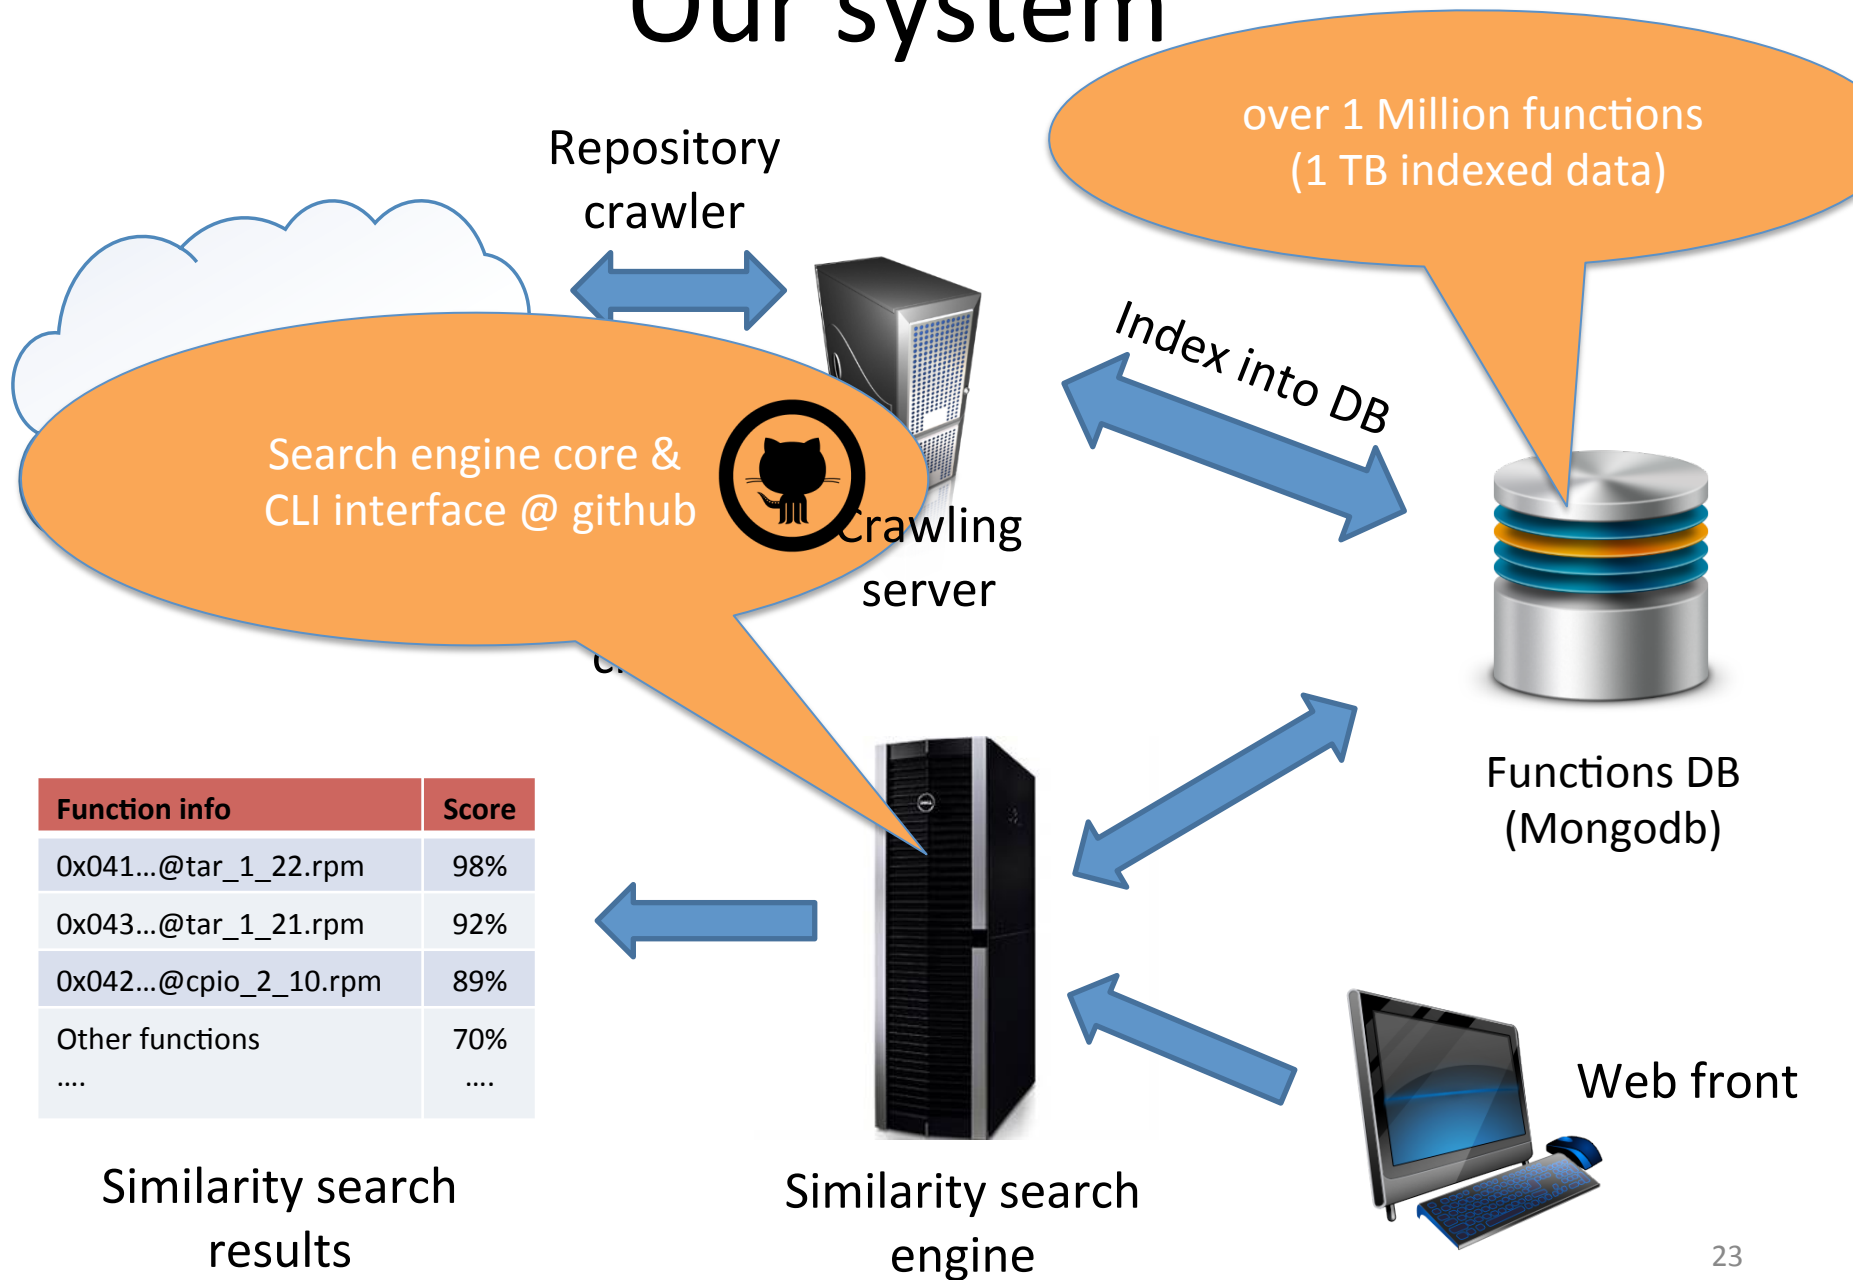 Our system
over 1 Million functions
(1 TB indexed data)
Repository
crawler
Index into DB
Search engine core &
CLI interface @ github
Crawling
server
Functions DB
(Mongodb)
Function info Score
0x041...@tar_1_22.rpm 98%
0x043...@tar_1_21.rpm 92%
0x042...@cpio_2_10.rpm 89%
Other functions 70%
.... ....
Web front
Similarity search
results
Similarity search
engine
23